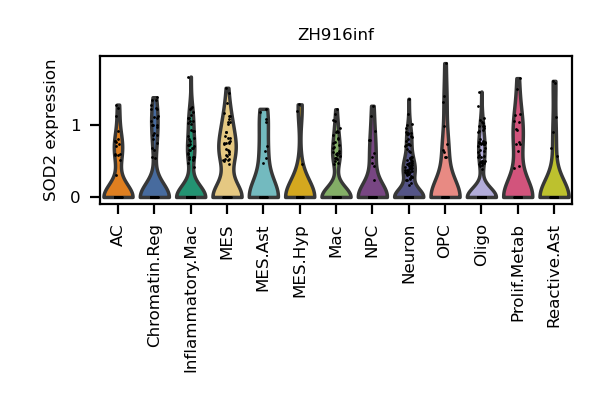 ZH916inf
SOD2 expression
1
0
AC
Chromatin.Reg
Inflammatory.Mac
MES
MES.Ast
MES.Hyp
Mac
NPC
Neuron
OPC
Oligo
Prolif.Metab
Reactive.Ast